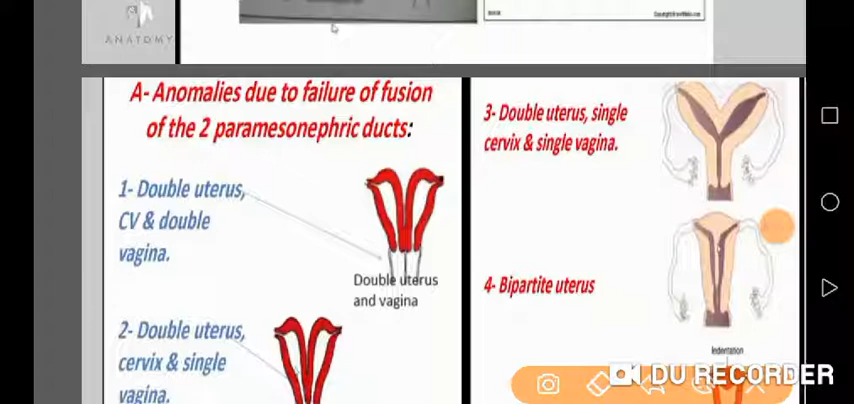 ANATOMY
A- Anomalies due to failure of fusion
of the 2 paramesonephric ducts:
1- Double uterus,
CV & double
vagina.
Double uterus
and vagina
2- Double uterus,
cervix & single
vagina.
3- Double uterus, single
cervix & single vagina.
4- Bipartite uterus
Indentation
DU RECORDER